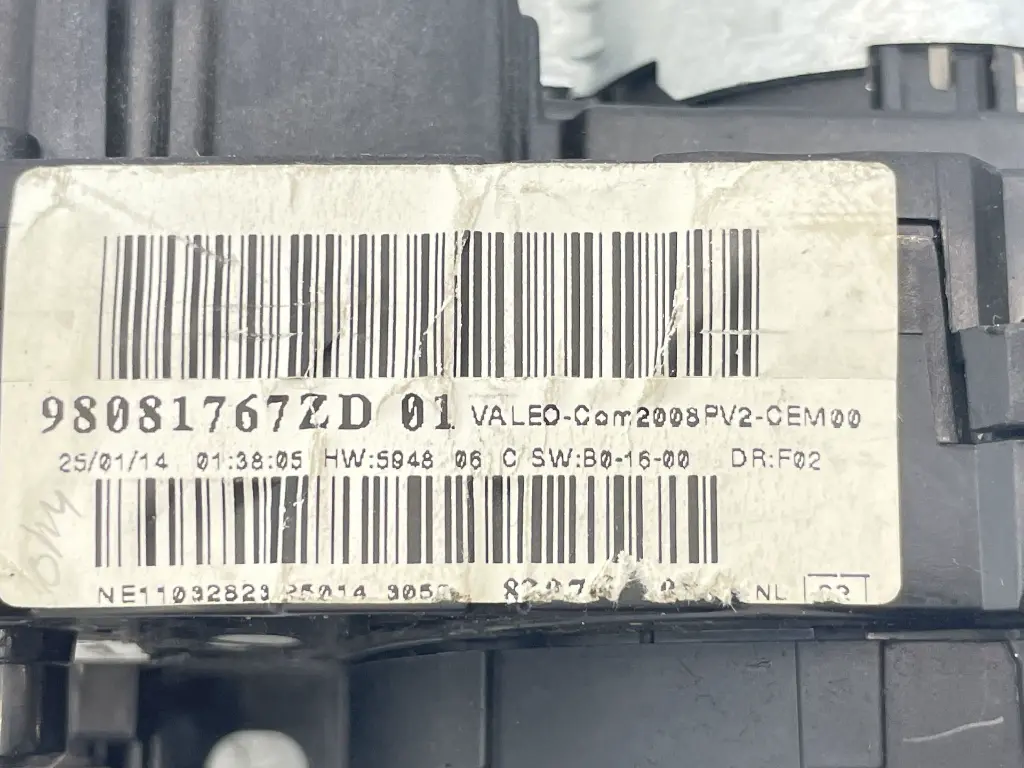 98081767ZD 01 VALEO-Com2008PV2-CEM00
25/01/14 01:38:05 HW:5948 06 C SW:B0-16-00 DR:F02
NE11032823 25014 NL